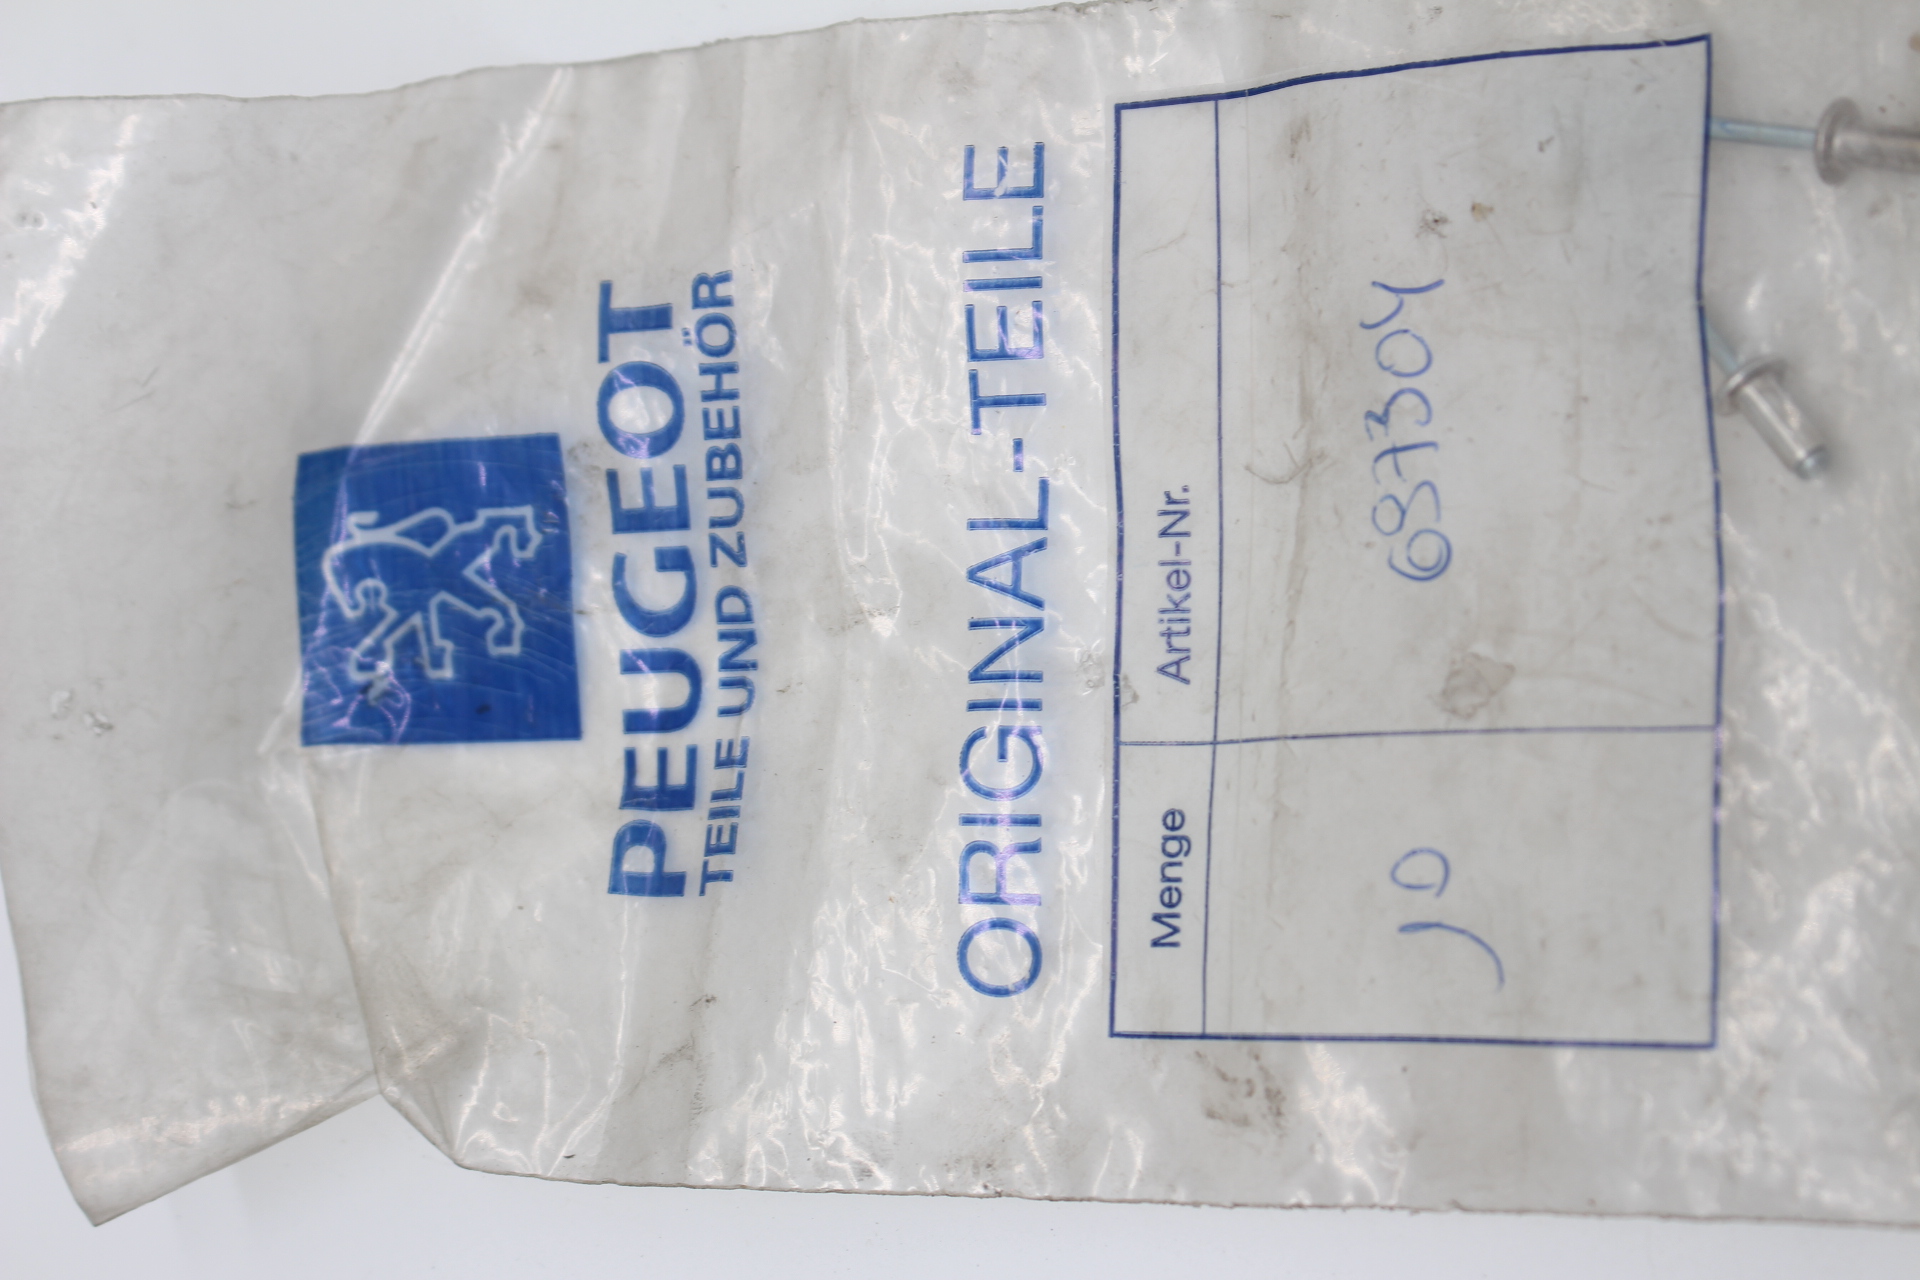 PEUGEOT
TEILE UND ZUBEHÖR
ORIGINAL-TEILE
Menge Artikel-Nr.
10 687304